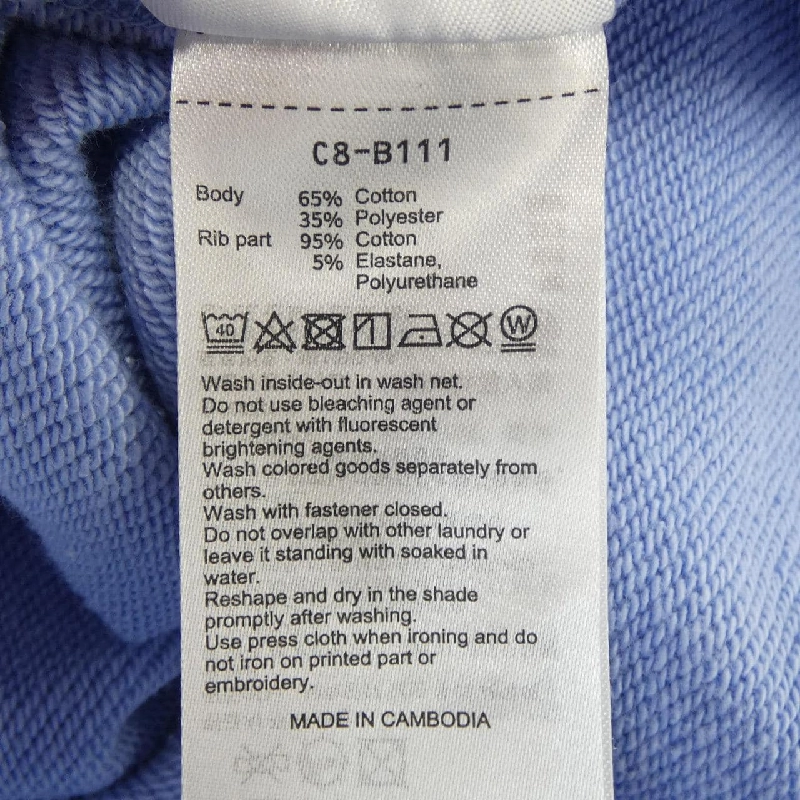 C8-B111
Body 65% Cotton
35% Polyester
Rib part 95% Cotton
5% Elastane,
Polyurethane
40 W
Wash inside-out in wash net.
Do not use bleaching agent or
detergent with fluorescent
brightening agents.
Wash colored goods separately from
others.
Wash with fastener closed.
Do not overlap with other laundry or
leave it standing with soaked in
water.
Reshape and dry in the shade
promptly after washing.
Use press cloth when ironing and do
not iron on printed part or
embroidery.
MADE IN CAMBODIA